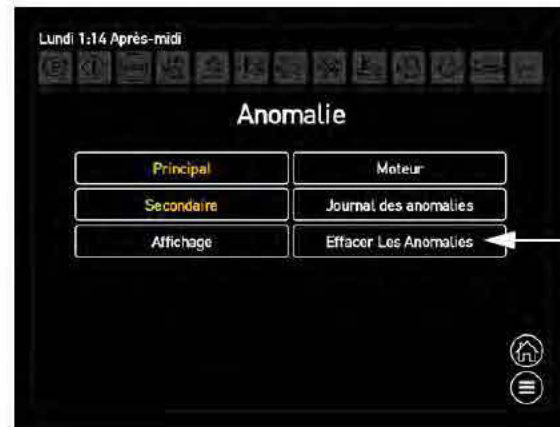 Lundi 1:14 Après-midi
Anomalie
Principal
Moteur
Secondaire
Journal des anomalies
Affichage
Effacer Les Anomalies